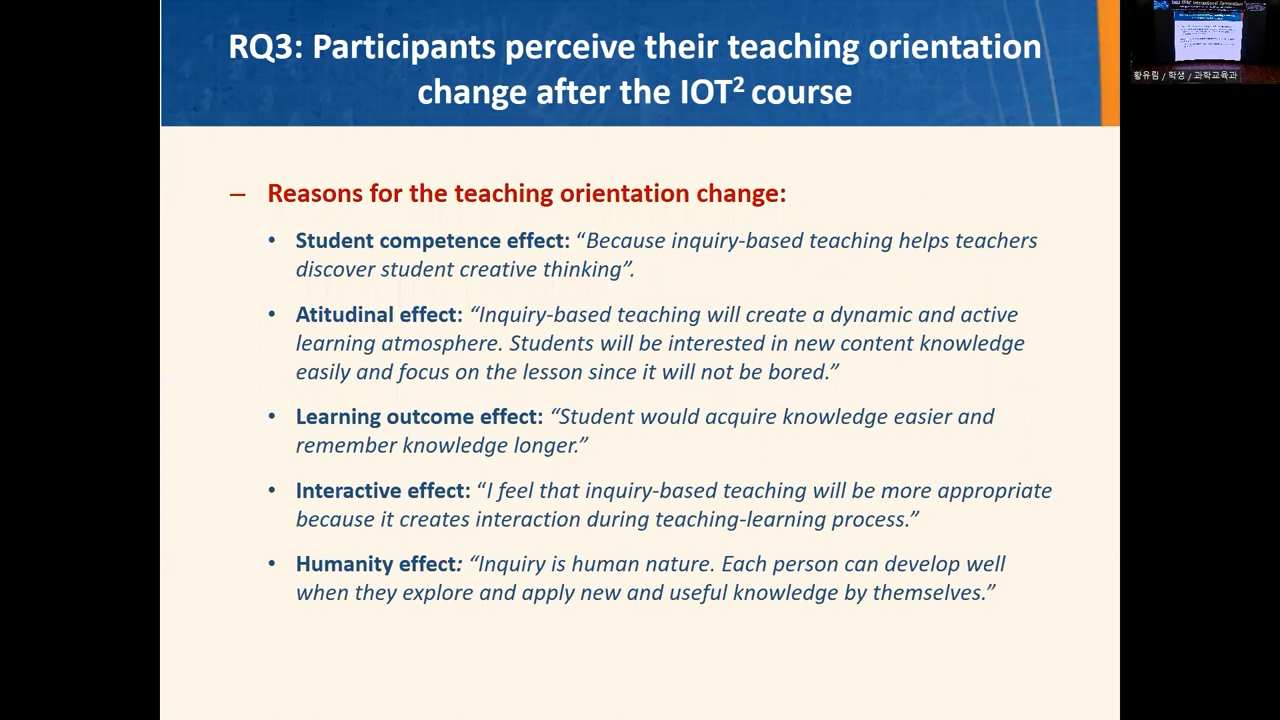 RQ3: Participants perceive their teaching orientation
change after the IOT² course
– Reasons for the teaching orientation change:
• Student competence effect: “Because inquiry-based teaching helps teachers
discover student creative thinking”.
• Atitudinal effect: “Inquiry-based teaching will create a dynamic and active
learning atmosphere. Students will be interested in new content knowledge
easily and focus on the lesson since it will not be bored.”
• Learning outcome effect: “Student would acquire knowledge easier and
remember knowledge longer.”
• Interactive effect: “I feel that inquiry-based teaching will be more appropriate
because it creates interaction during teaching-learning process.”
• Humanity effect: “Inquiry is human nature. Each person can develop well
when they explore and apply new and useful knowledge by themselves.”
황유림 / 학생 / 과학교육과